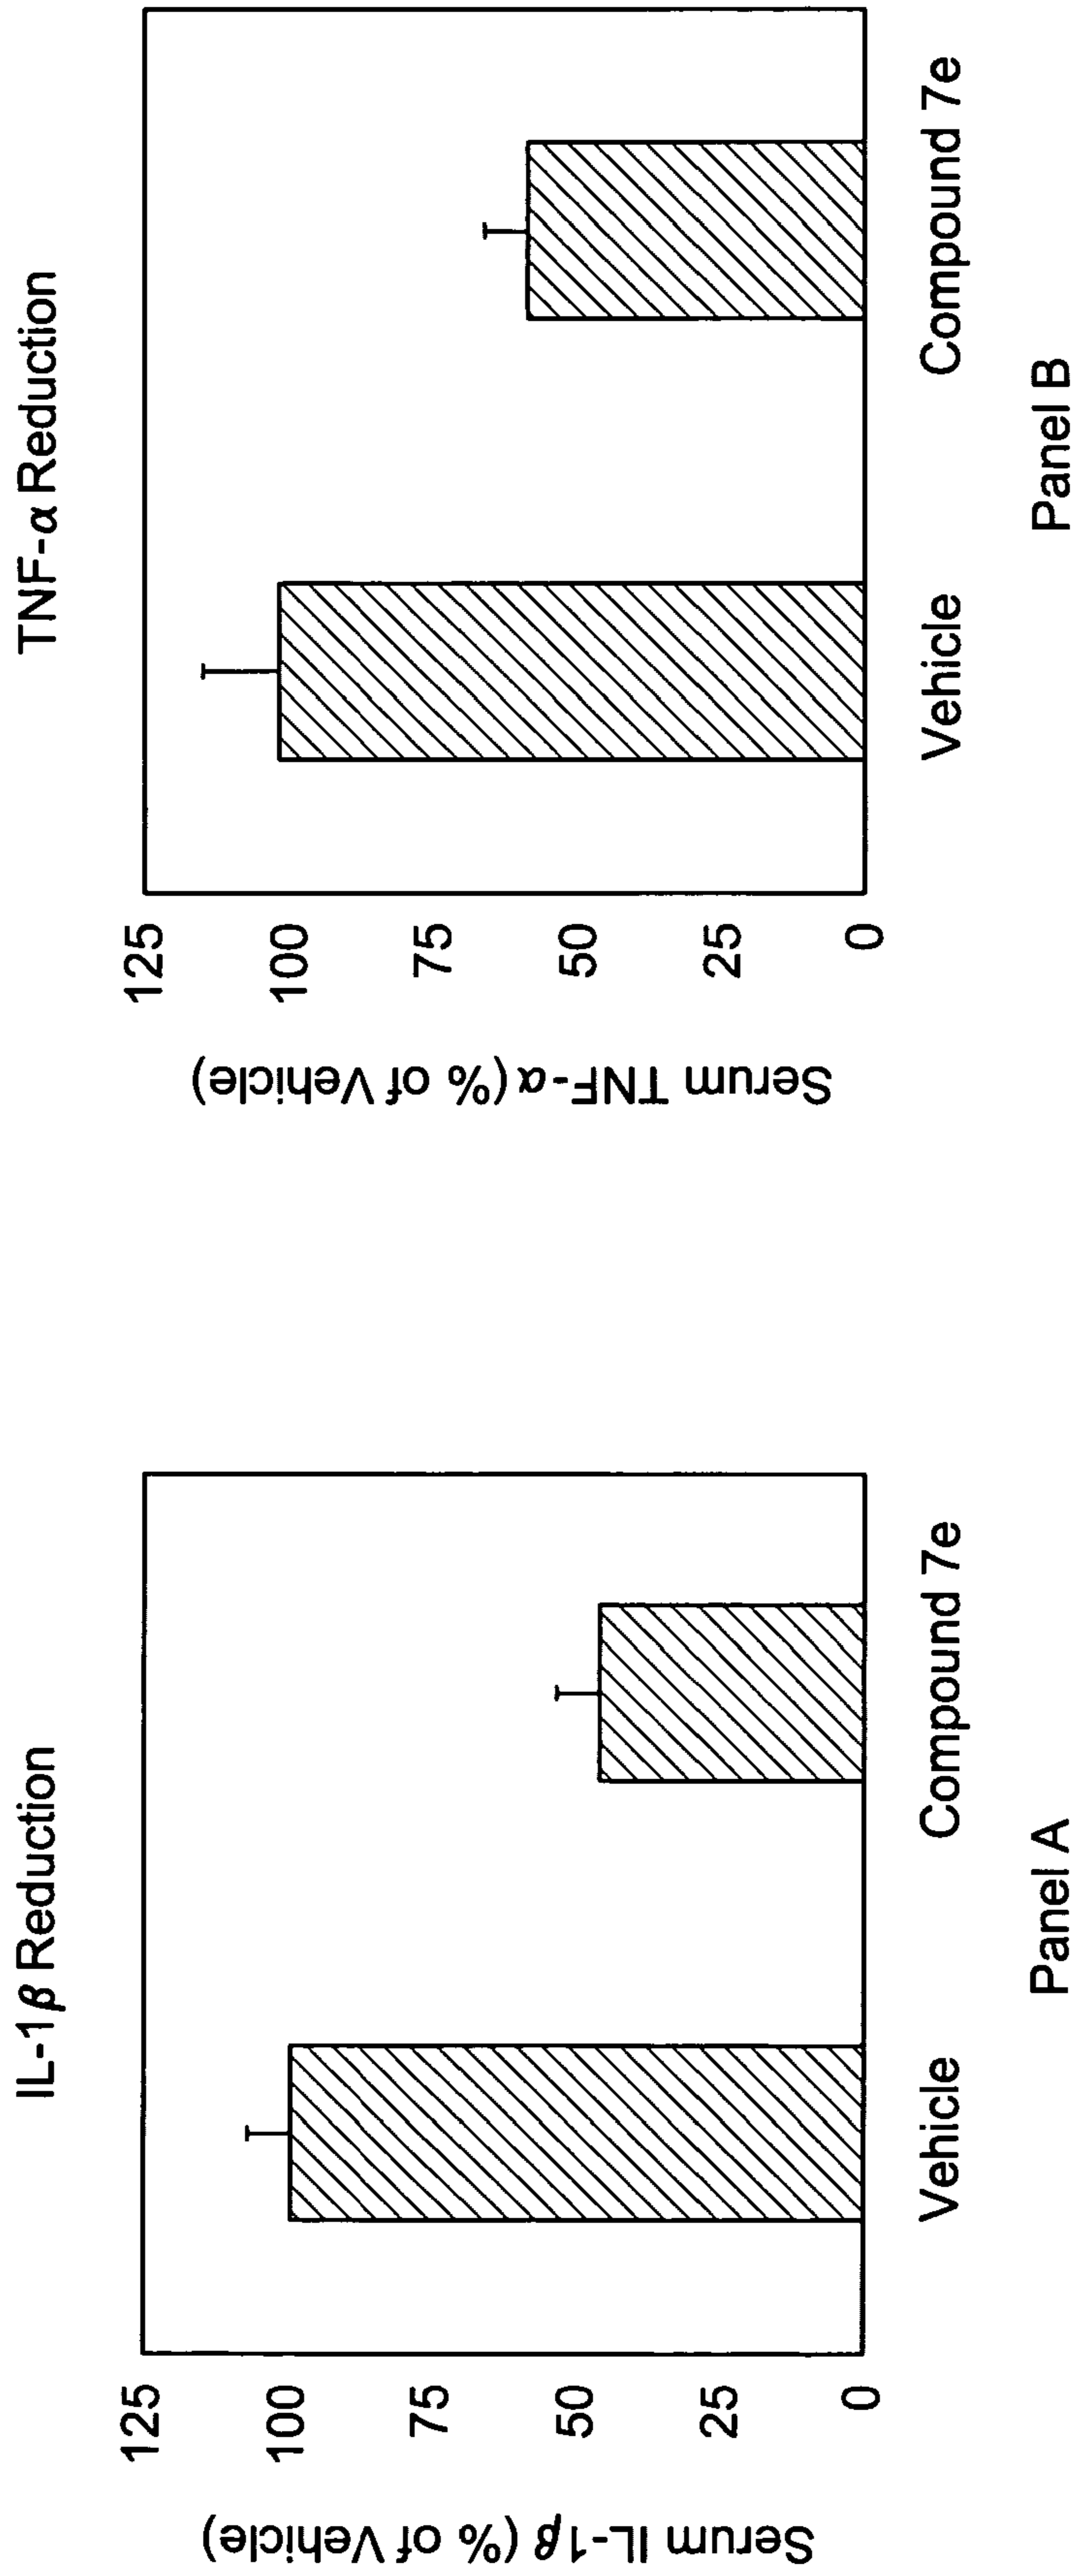 IL-1β Reduction
Serum IL-1β (% of Vehicle)
125
100
75
50
25
0
Vehicle
Compound 7e
Panel A
TNF-α Reduction
Serum TNF-α (% of Vehicle)
125
100
75
50
25
0
Vehicle
Compound 7e
Panel B